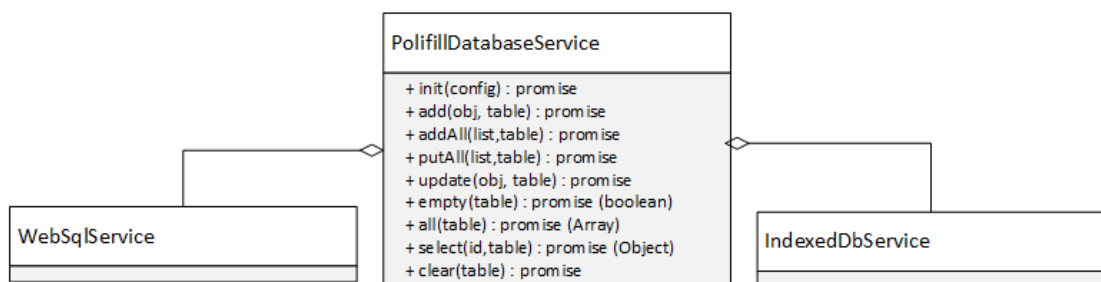 PolifillDatabaseService
+ init(config) : promise
+ add(obj, table) : promise
+ addAll(list,table) : promise
+ putAll(list,table) : promise
+ update(obj, table) : promise
+ empty(table) : promise (boolean)
+ all(table) : promise (Array)
+ select(id,table) : promise (Object)
+ clear(table) : promise
WebSqlService
IndexedDbService